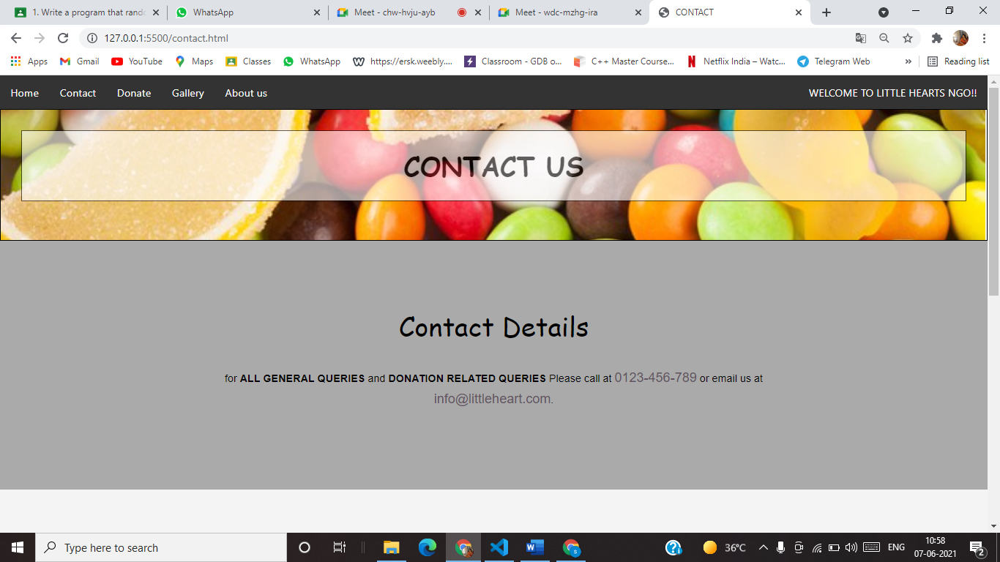 1. Write a program that rando
WhatsApp
Meet - chw-hvju-ayb
Meet - wdc-mzhg-ira
CONTACT
127.0.0.1:5500/contact.html
Apps
Gmail
YouTube
Maps
Classes
WhatsApp
https://ersk.weebly....
Classroom - GDB o...
C++ Master Course...
Netflix India – Watc...
Telegram Web
»
Reading list
Home
Contact
Donate
Gallery
About us
WELCOME TO LITTLE HEARTS NGO!!
CONTACT US
Contact Details
for ALL GENERAL QUERIES and DONATION RELATED QUERIES Please call at 0123-456-789 or email us at
info@littleheart.com.
Type here to search
36°C
ENG
10:58
07-06-2021
2